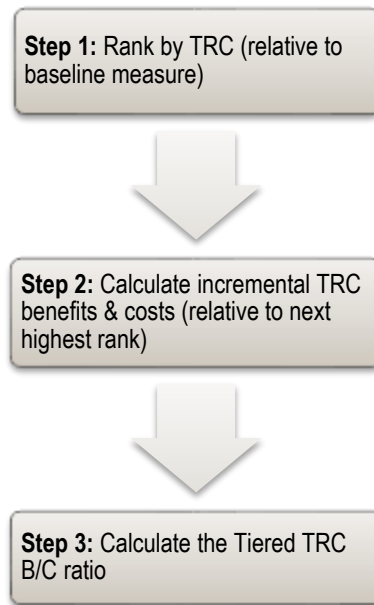 Step 1: Rank by TRC (relative to
baseline measure)
Step 2: Calculate incremental TRC
benefits & costs (relative to next
highest rank)
Step 3: Calculate the Tiered TRC
B/C ratio